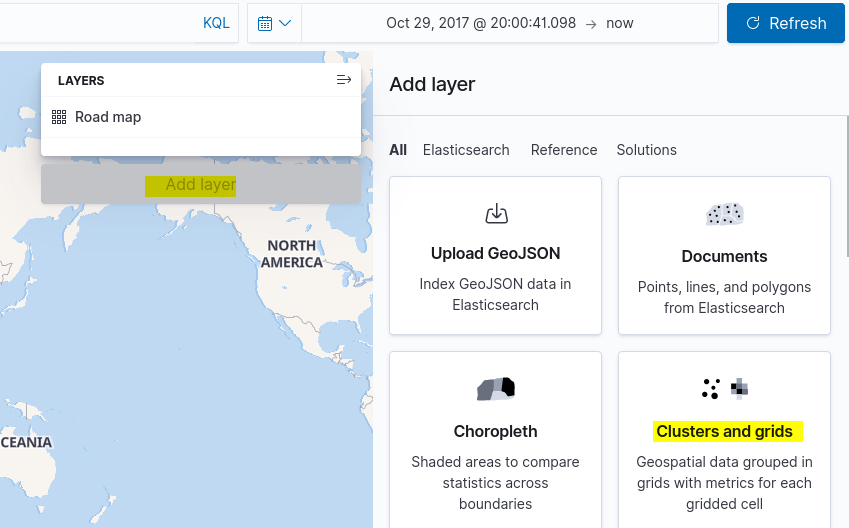 KQL
Oct 29, 2017 @ 20:00:41.098 → now
Refresh
LAYERS
Road map
Add layer
NORTH
AMERICA
CEANIA
Add layer
All Elasticsearch Reference Solutions
Upload GeoJSON
Index GeoJSON data in
Elasticsearch
Documents
Points, lines, and polygons
from Elasticsearch
Choropleth
Shaded areas to compare
statistics across
boundaries
Clusters and grids
Geospatial data grouped in
grids with metrics for each
gridded cell